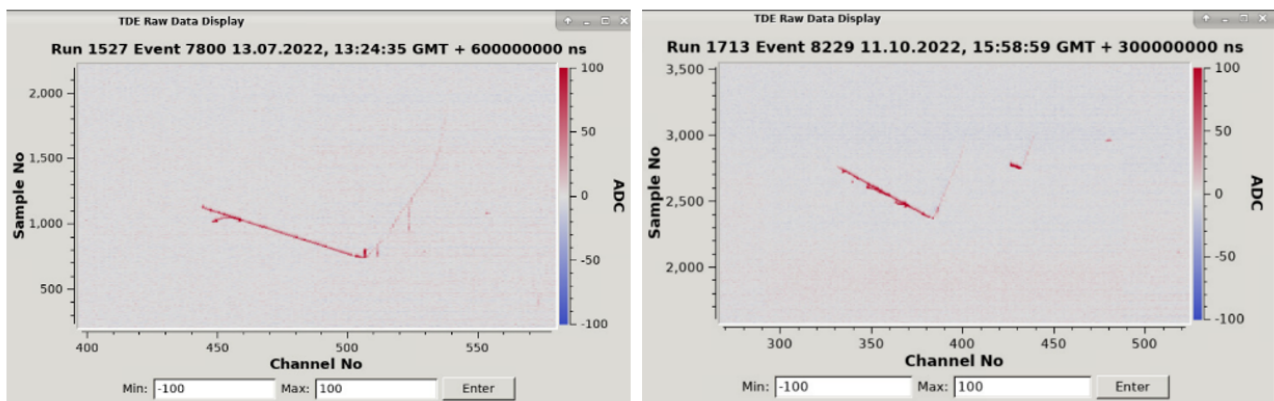 TDE Raw Data Display
Run 1527 Event 7800 13.07.2022, 13:24:35 GMT + 600000000 ns
2,000
1,500
1,000
500
Sample No
400
450
500
550
Channel No
100
50
0
-50
-100
ADC
Min: -100 Max: 100 Enter
TDE Raw Data Display
Run 1713 Event 8229 11.10.2022, 15:58:59 GMT + 300000000 ns
3,500
3,000
2,500
2,000
Sample No
300
400
500
Channel No
100
50
0
-50
-100
ADC
Min: -100 Max: 100 Enter